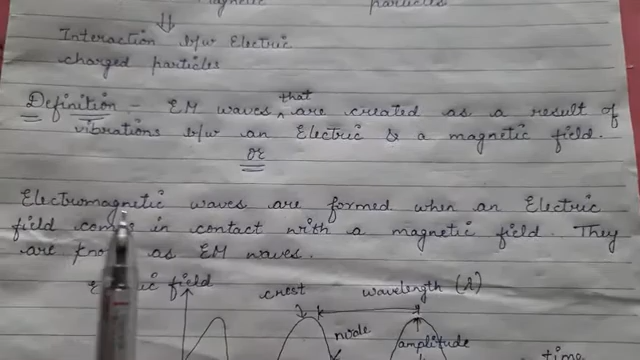 particles
Interaction b/w Electric
charged particles
Definition - EM waves that are created as a result of
vibrations b/w an Electric & a magnetic field.
or
Electromagnetic waves are formed when an Electric
field comes in contact with a magnetic field. They
are as EM waves.
field crest wavelength (λ)
node
amplitude
time